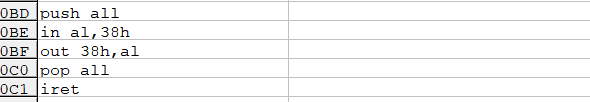 0BD push all
0BE in al,38h
0BF out 38h,al
0C0 pop all
0C1 iret